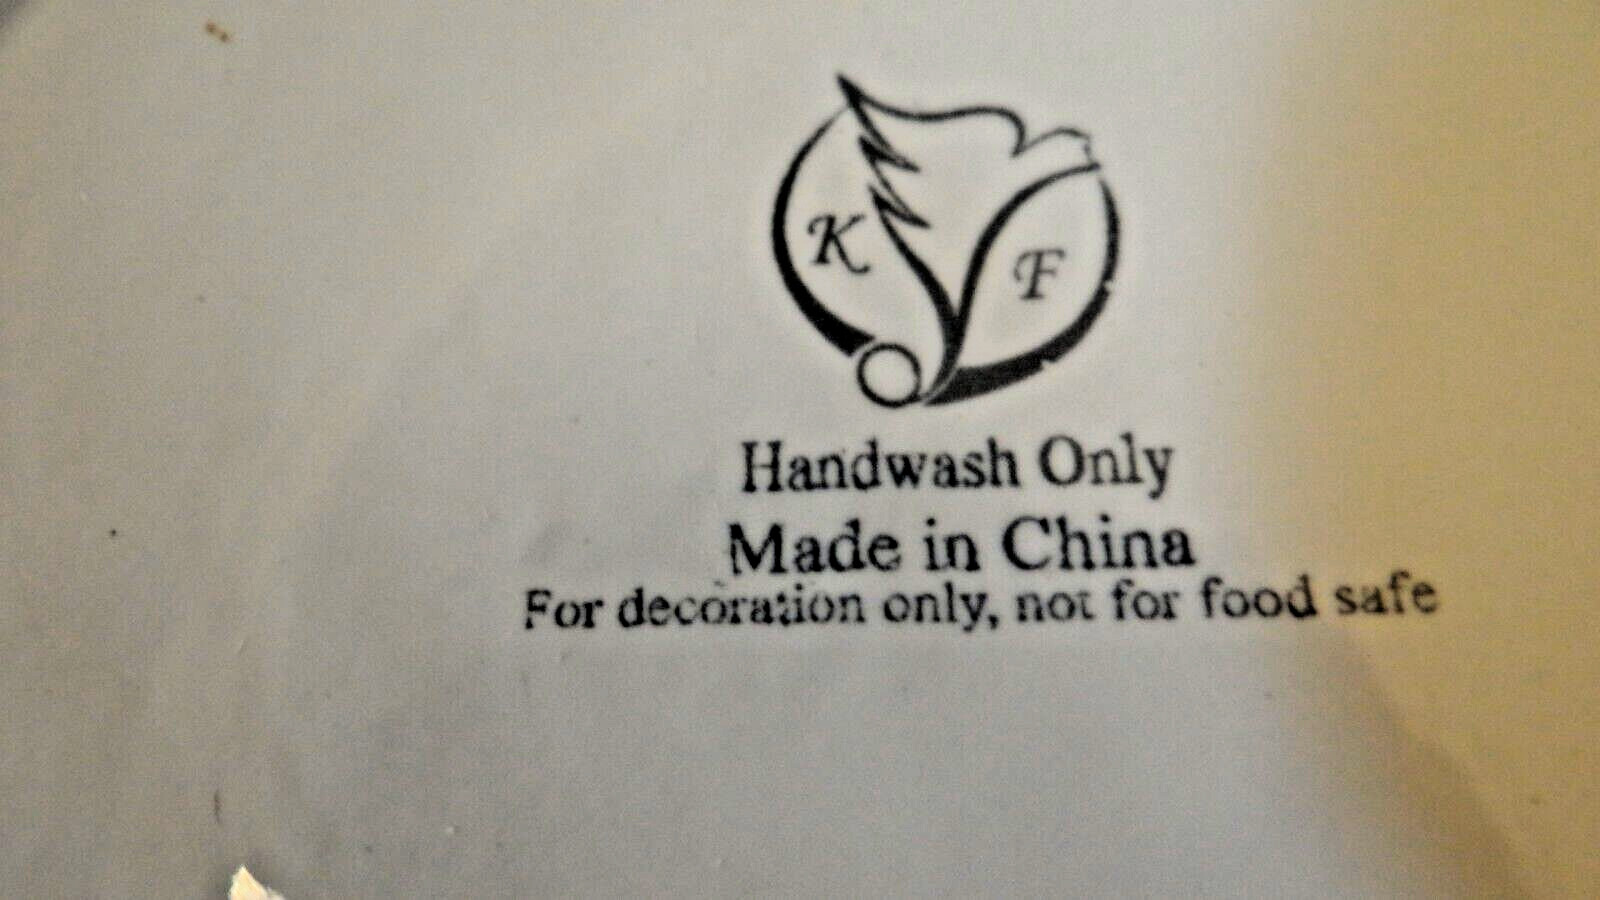 K F
Handwash Only
Made in China
For decoration only, not for food safe